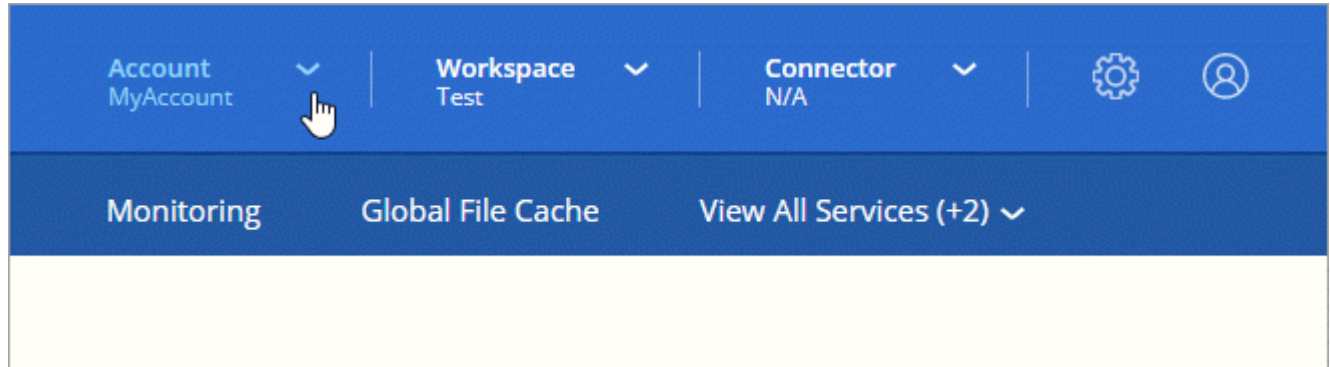 Account
MyAccount
Workspace
Test
Connector
N/A
Monitoring Global File Cache View All Services (+2)